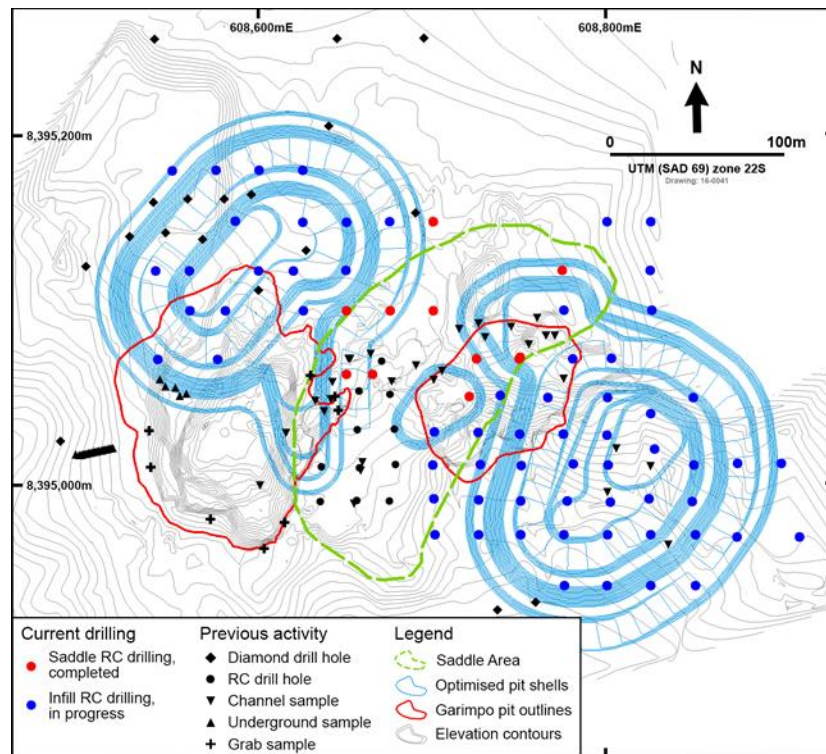 608,600mE
608,800mE
N
8,395,200m
0
100m
UTM (SAD 69) zone 22S
Drawing: 16-0041
8,395,000m
Current drilling
Saddle RC drilling,
completed
Infill RC drilling,
in progress
Previous activity
Diamond drill hole
RC drill hole
Channel sample
Underground sample
Grab sample
Legend
Saddle Area
Optimised pit shells
Garimpo pit outlines
Elevation contours